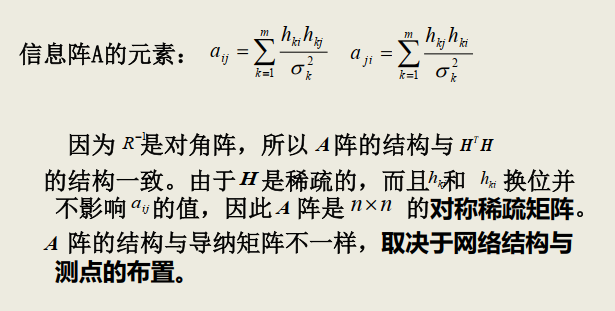 信息阵A的元素： $a_{ij} = \sum_{k=1}^{m} \frac{h_{ki} h_{kj}}{\sigma_k^2}$ $a_{ji} = \sum_{k=1}^{m} \frac{h_{kj} h_{ki}}{\sigma_k^2}$
因为 $R^{-1}$是对角阵，所以 A 阵的结构与 $H^T H$
的结构一致。由于 H 是稀疏的，而且$h_{kj}$和 $h_{ki}$ 换位并
不影响 $a_{ij}$ 的值，因此 A 阵是 n×n 的对称稀疏矩阵。
A 阵的结构与导纳矩阵不一样，取决于网络结构与
测点的布置。